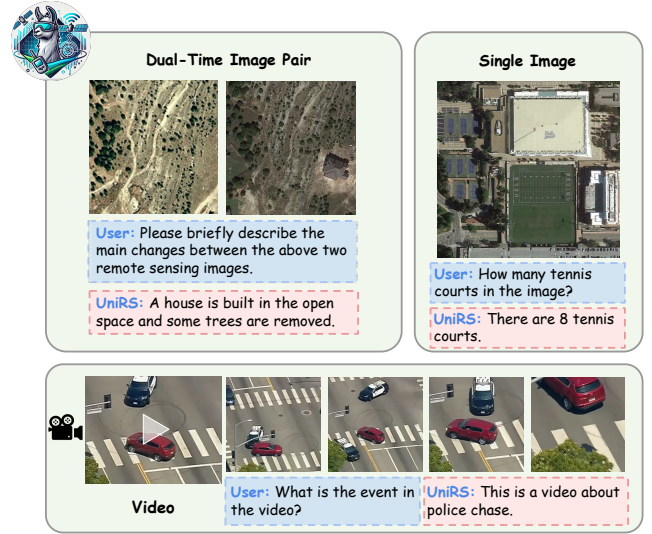 Dual-Time Image Pair
User: Please briefly describe the
main changes between the above two
remote sensing images.
UniRS: A house is built in the open
space and some trees are removed.
Single Image
User: How many tennis
courts in the image?
UniRS: There are 8 tennis
courts.
Video
User: What is the event in
the video?
UniRS: This is a video about
police chase.